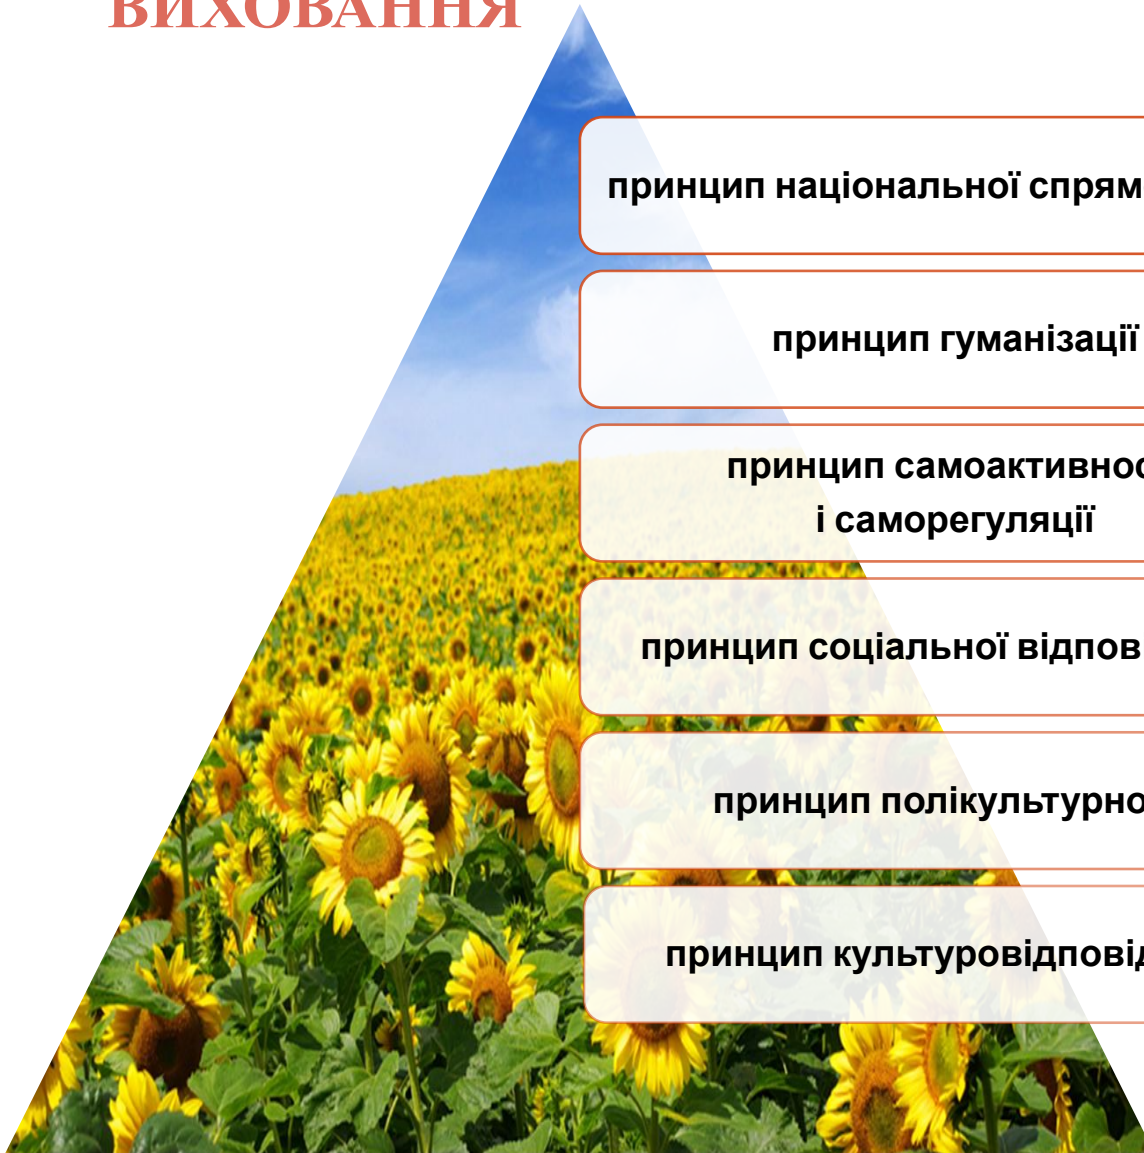 ВИХОВАННЯ
принцип національної спрям
принцип гуманізації
принцип самоактивнос
і саморегуляції
принцип соціальної відпов
принцип полікультурно
принцип культуровідповід